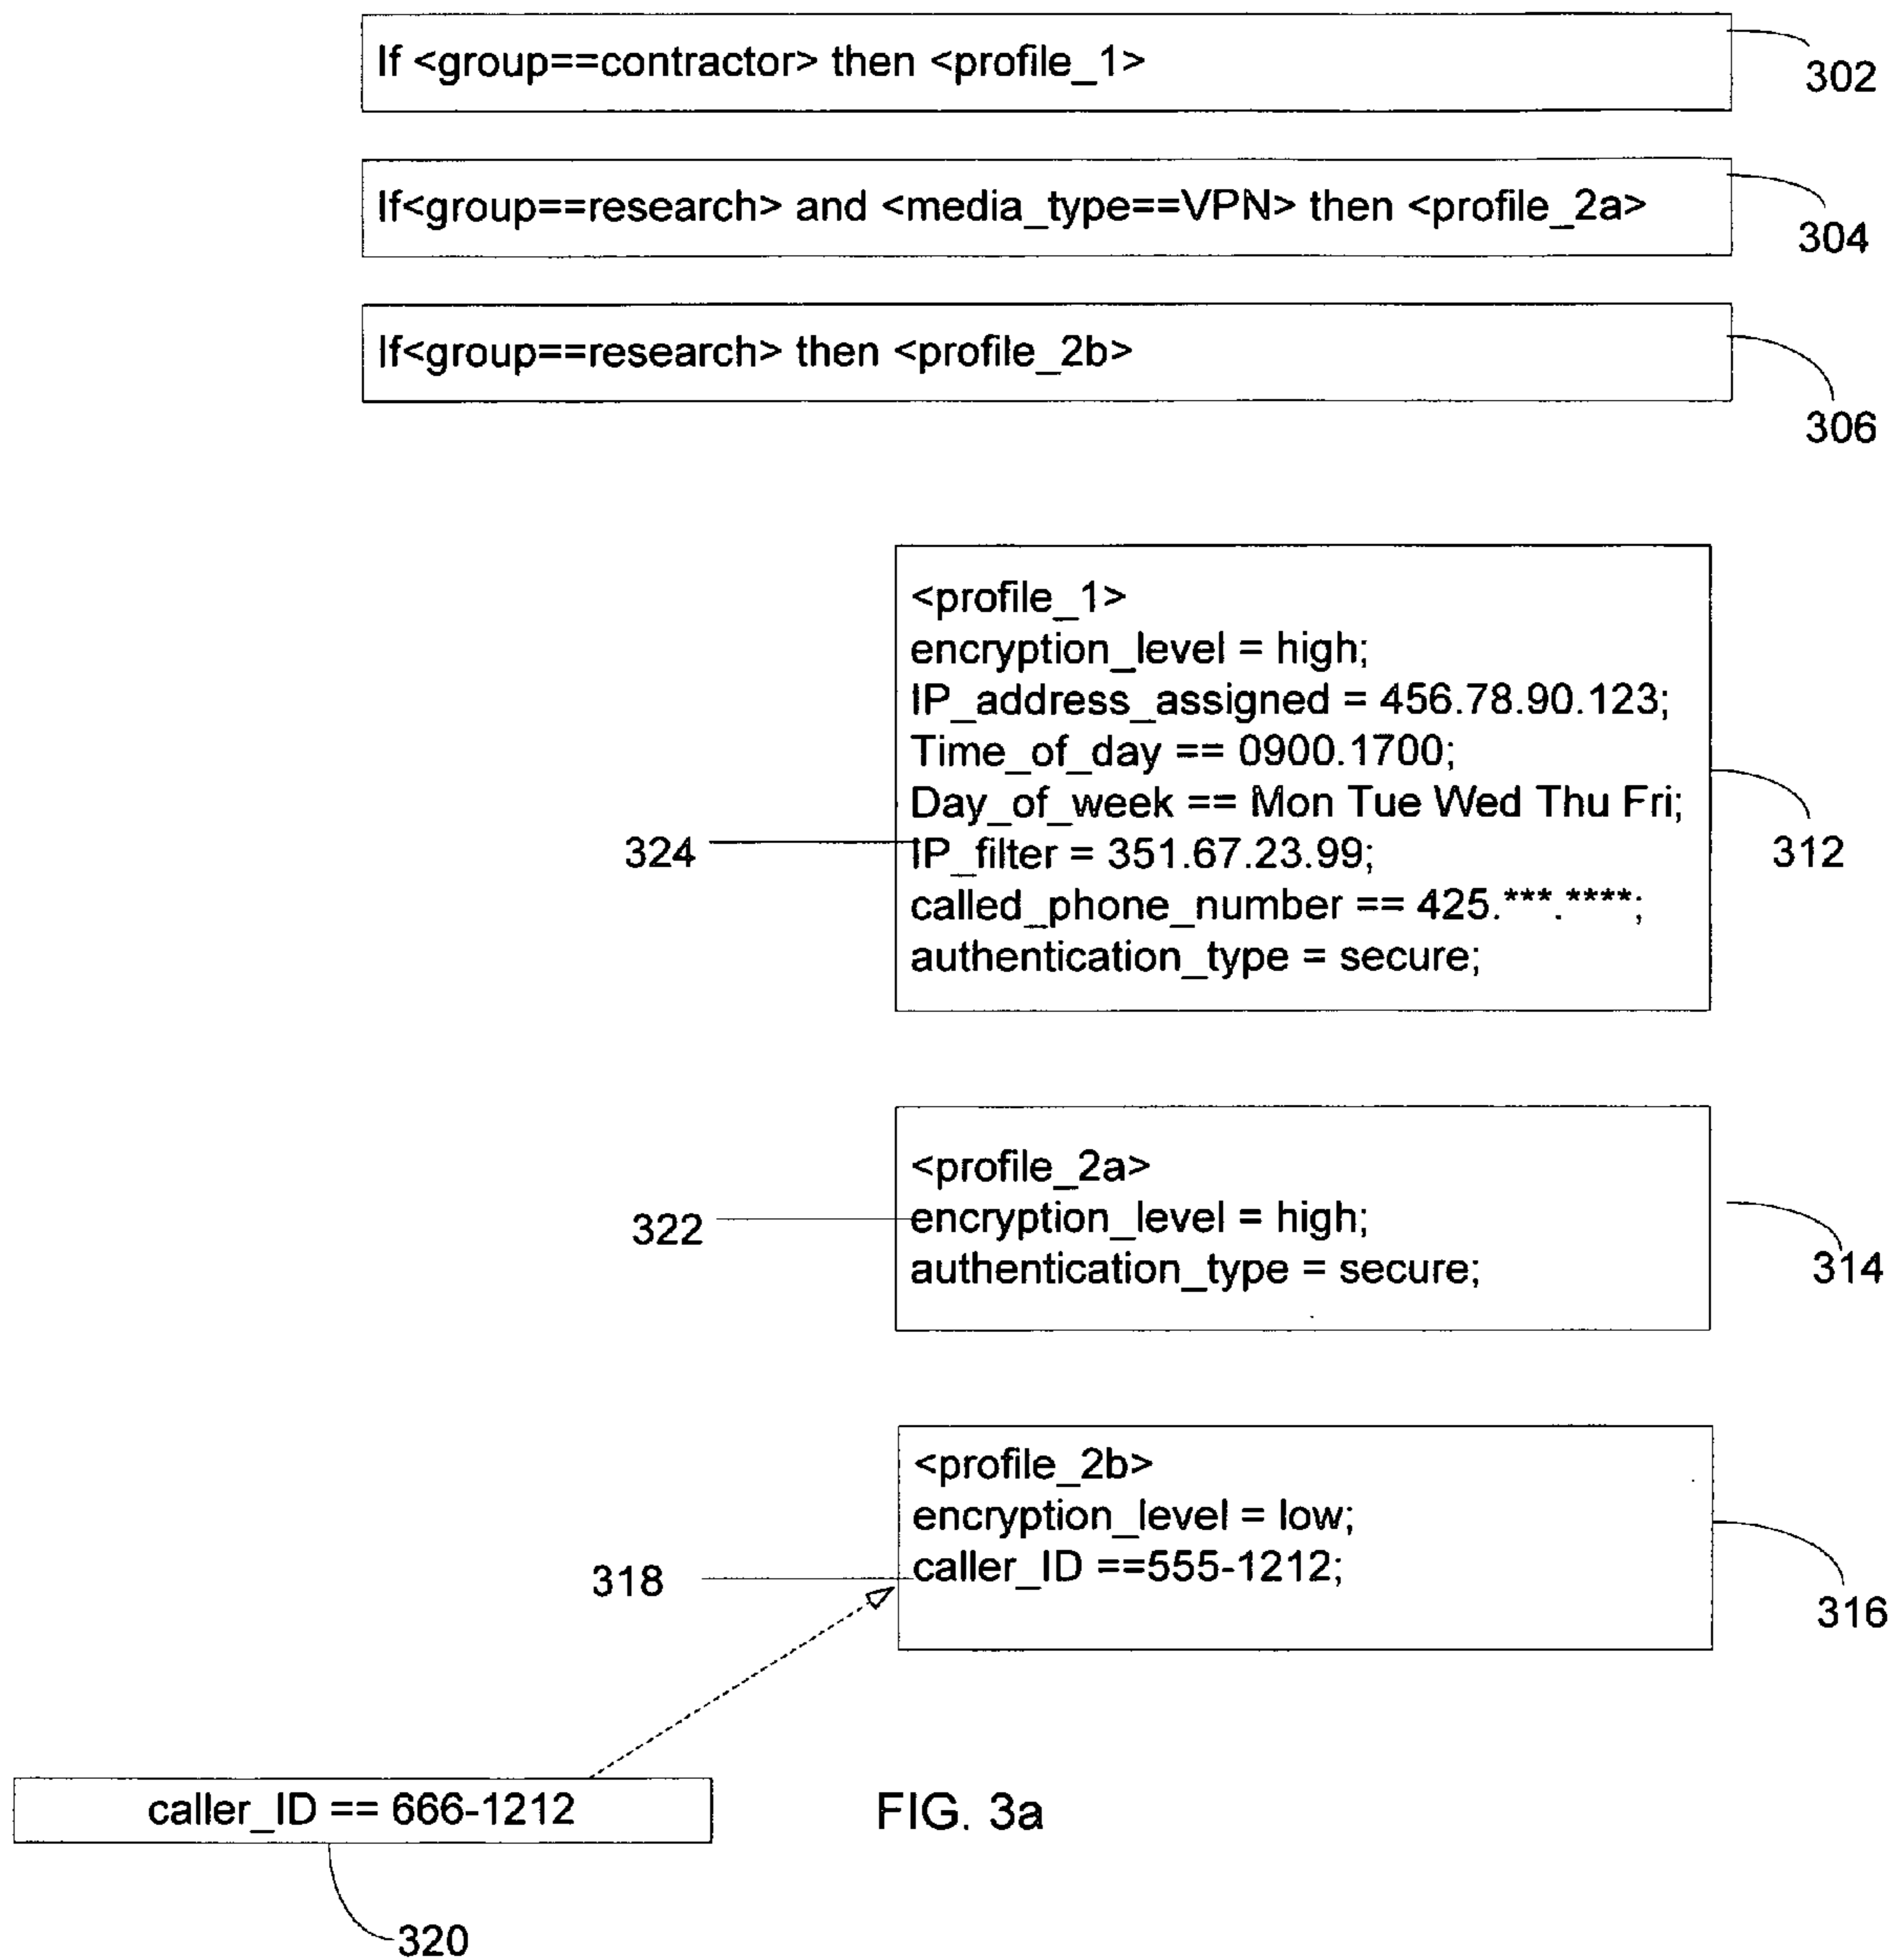 If <group==contractor> then <profile_1>
302
If<group==research> and <media_type==VPN> then <profile_2a>
304
If<group==research> then <profile_2b>
306
<profile_1>
encryption_level = high;
IP_address_assigned = 456.78.90.123;
Time_of_day == 0900.1700;
Day_of_week == Mon Tue Wed Thu Fri;
324
IP_filter = 351.67.23.99;
312
called_phone_number == 425.***.****;
authentication_type = secure;
<profile_2a>
322
encryption_level = high;
authentication_type = secure;
314
<profile_2b>
encryption_level = low;
318
caller_ID ==555-1212;
316
caller_ID == 666-1212
FIG. 3a
320